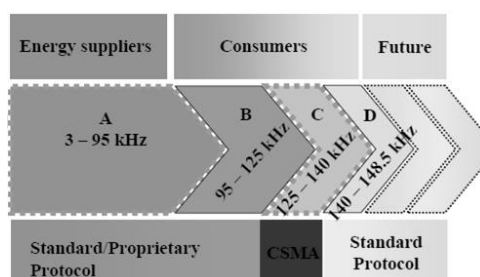 Energy suppliers
Consumers
Future
A
3 – 95 kHz
B
95 – 125 kHz
C
125 – 140 kHz
D
140 – 148.5 kHz
Standard/Proprietary
Protocol
CSMA
Standard
Protocol